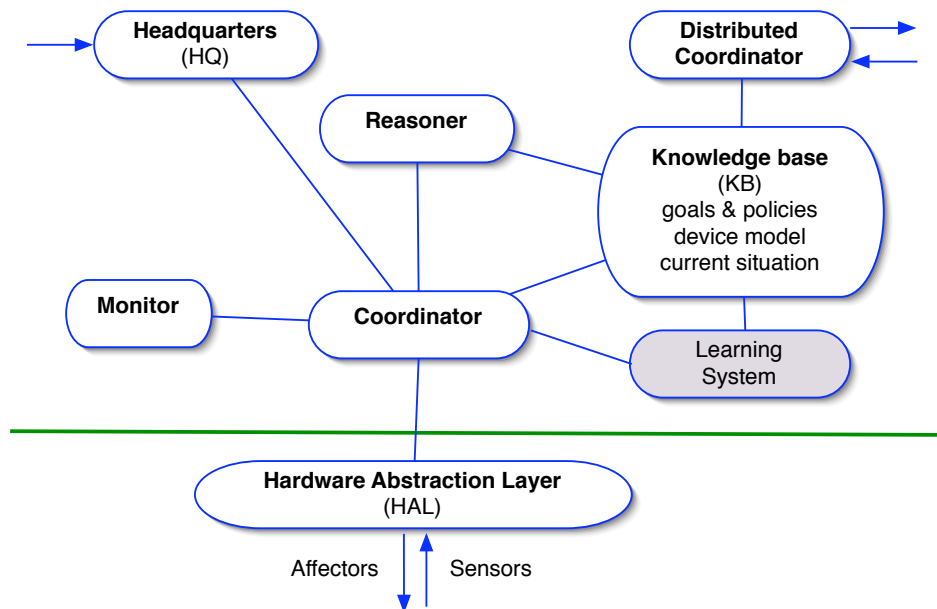 Headquarters
(HQ)
Distributed
Coordinator
Reasoner
Knowledge base
(KB)
goals & policies
device model
current situation
Monitor
Coordinator
Learning
System
Hardware Abstraction Layer
(HAL)
Affectors
Sensors